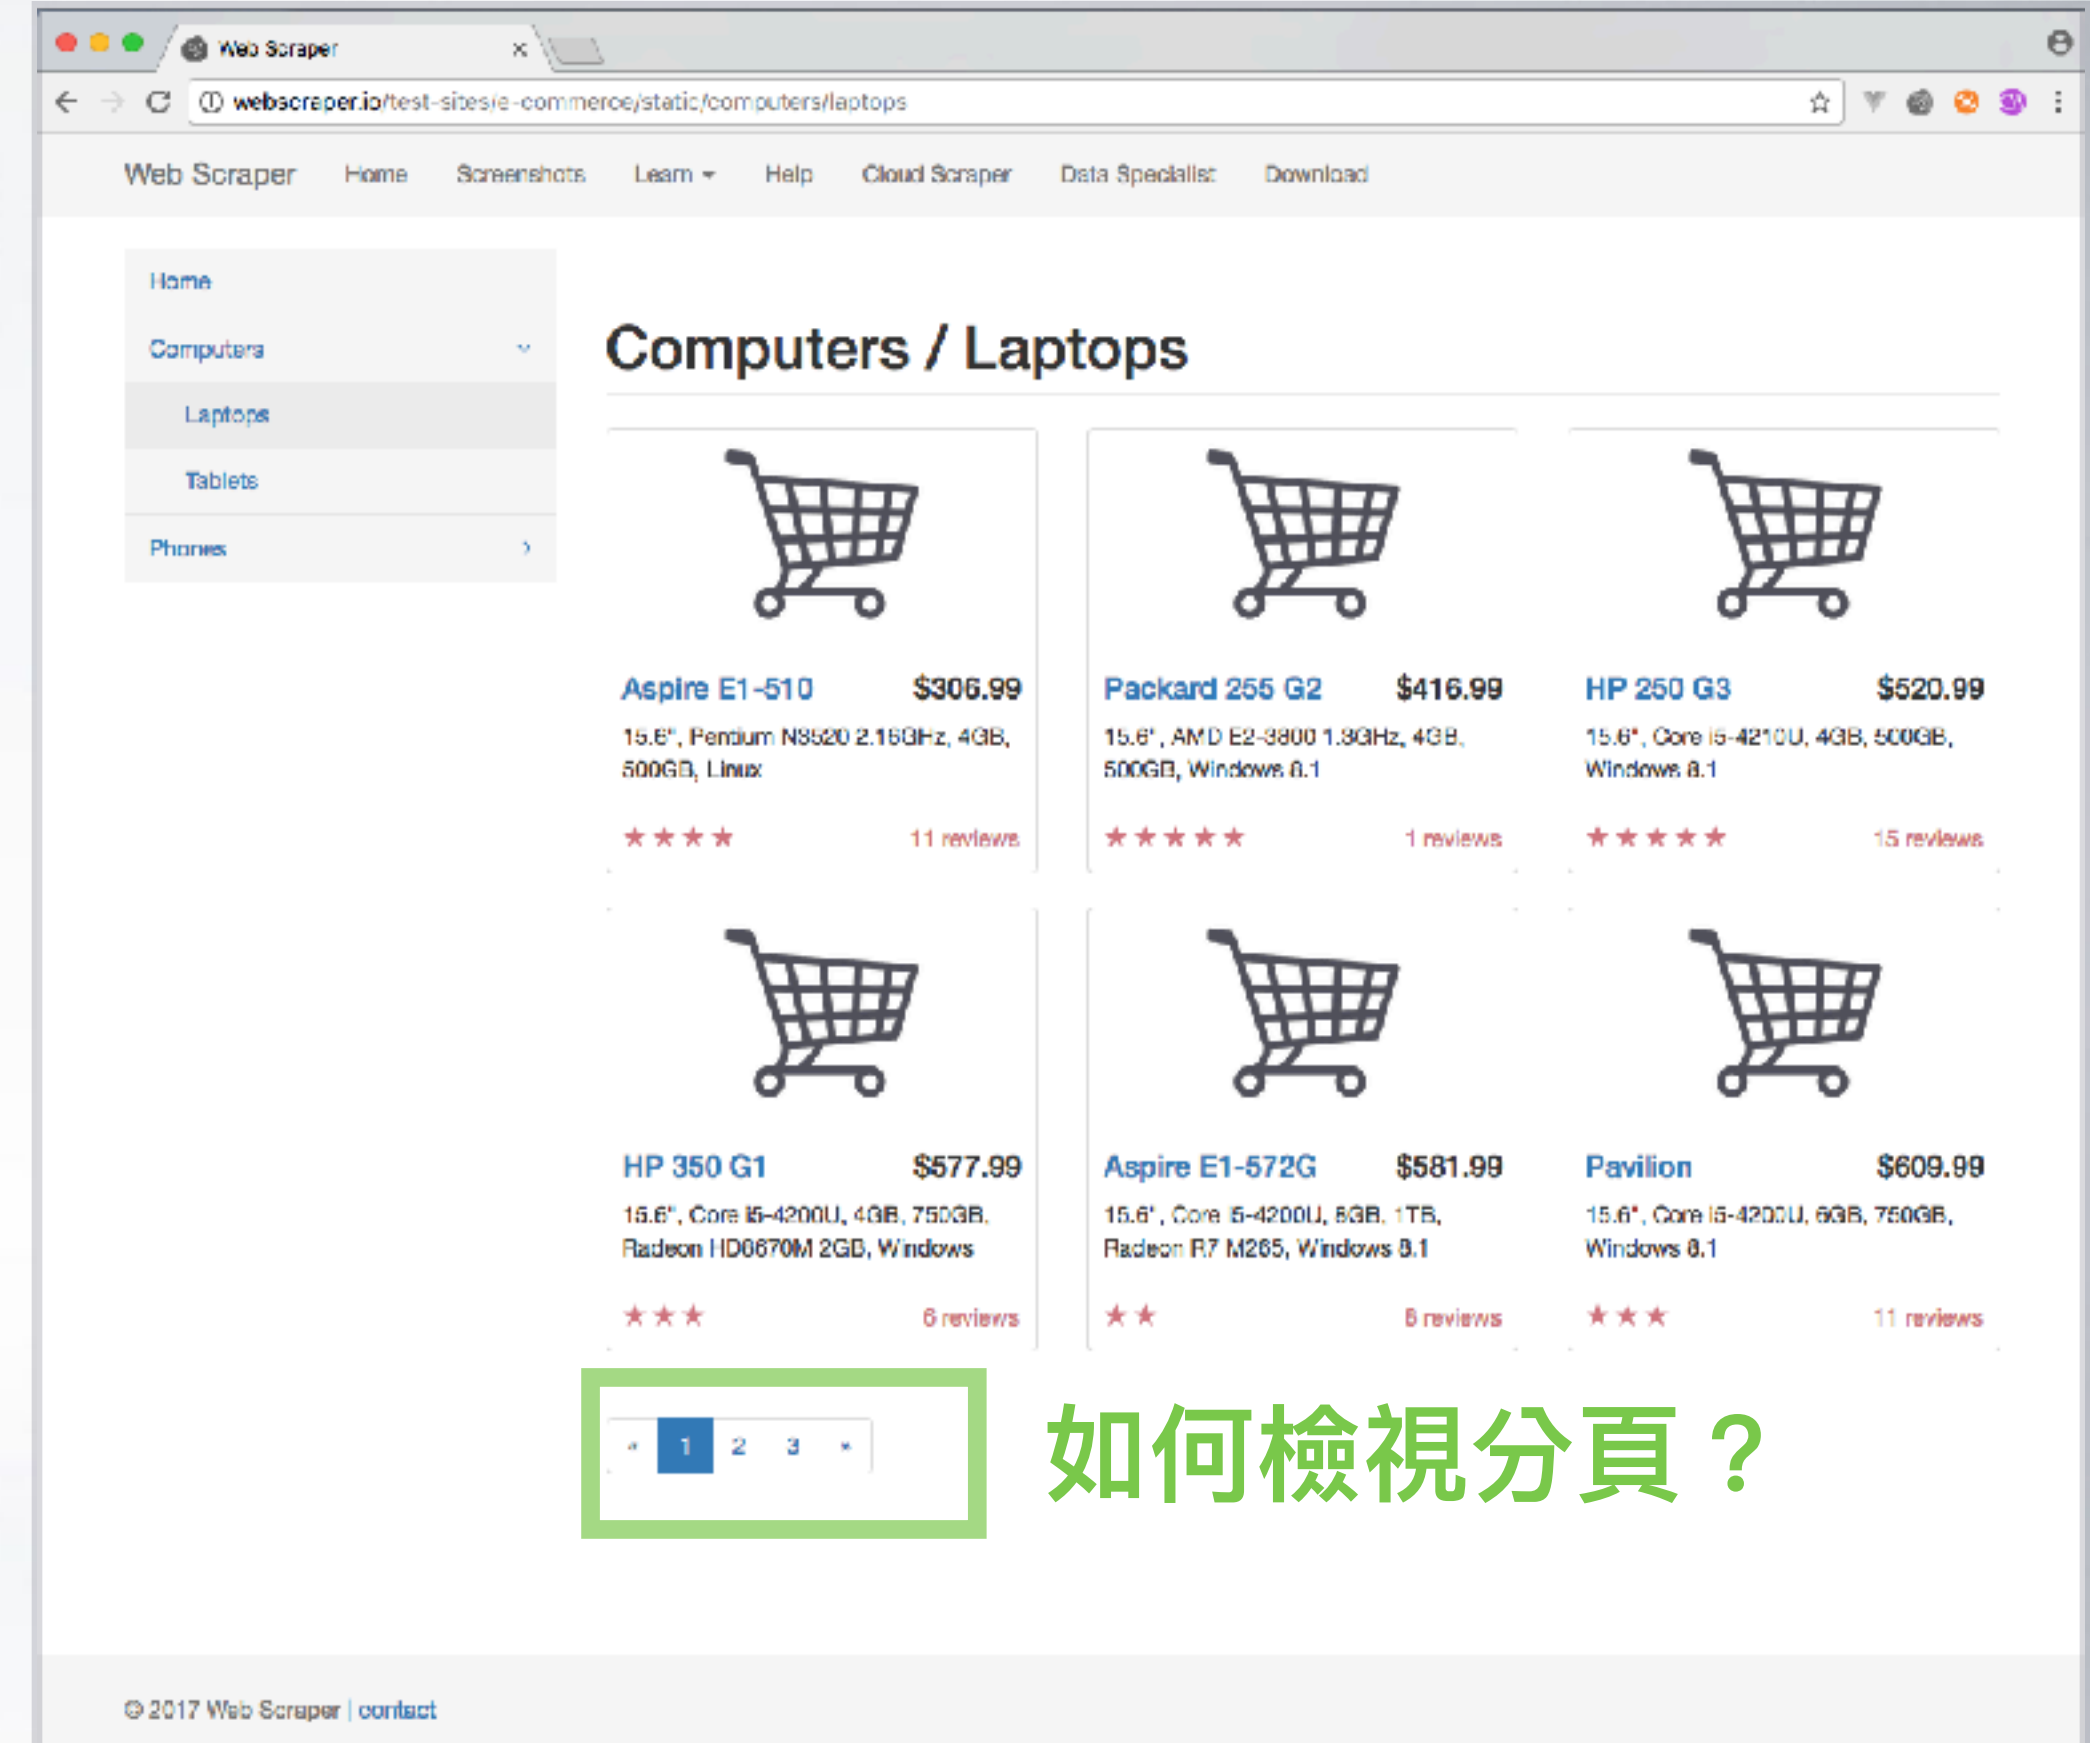 Web Scraper
webscraper.io/test-sites/e-commerce/static/computers/laptops
Web Scraper Home Screenshots Learn Help Cloud Scraper Data Specialist Download
Home
Computers
Laptops
Tablets
Phones
Computers / Laptops
Aspire E1-510 $306.99
15.6", Pentium N3520 2.16GHz, 4GB,
500GB, Linux
11 reviews
Packard 255 G2 $416.99
15.6", AMD E2-3800 1.3GHz, 4GB,
500GB, Windows 8.1
1 reviews
HP 250 G3 $520.99
15.6", Core i5-4210U, 4GB, 500GB,
Windows 8.1
15 reviews
HP 350 G1 $577.99
15.6", Core i5-4200U, 4GB, 750GB,
Radeon HD8670M 2GB, Windows
6 reviews
Aspire E1-572G $581.99
15.6", Core i5-4200U, 8GB, 1TB,
Radeon R7 M265, Windows 8.1
reviews
Pavilion $609.99
15.6", Core i5-4200U, 6GB, 750GB,
Windows 8.1
11 reviews
« 1 2 3 »
如何檢視分頁？
© 2017 Web Scraper | contact